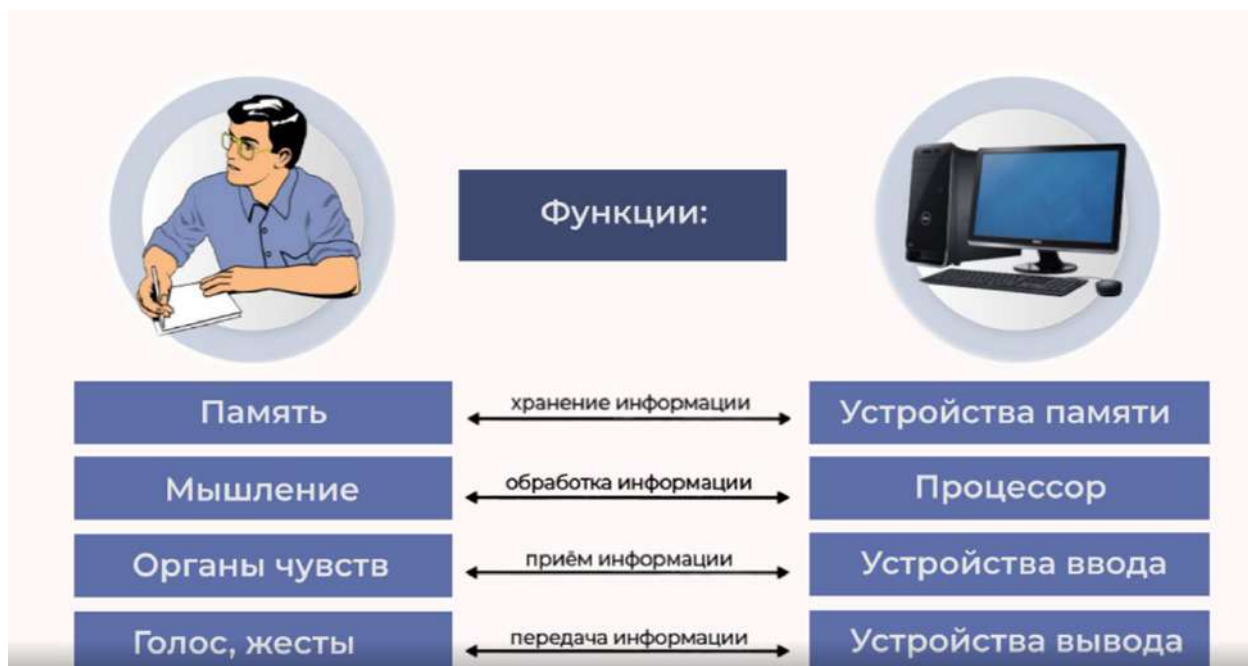 Функции:
Память
хранение информации
Устройства памяти
Мышление
обработка информации
Процессор
Органы чувств
приём информации
Устройства ввода
Голос, жесты
передача информации
Устройства вывода